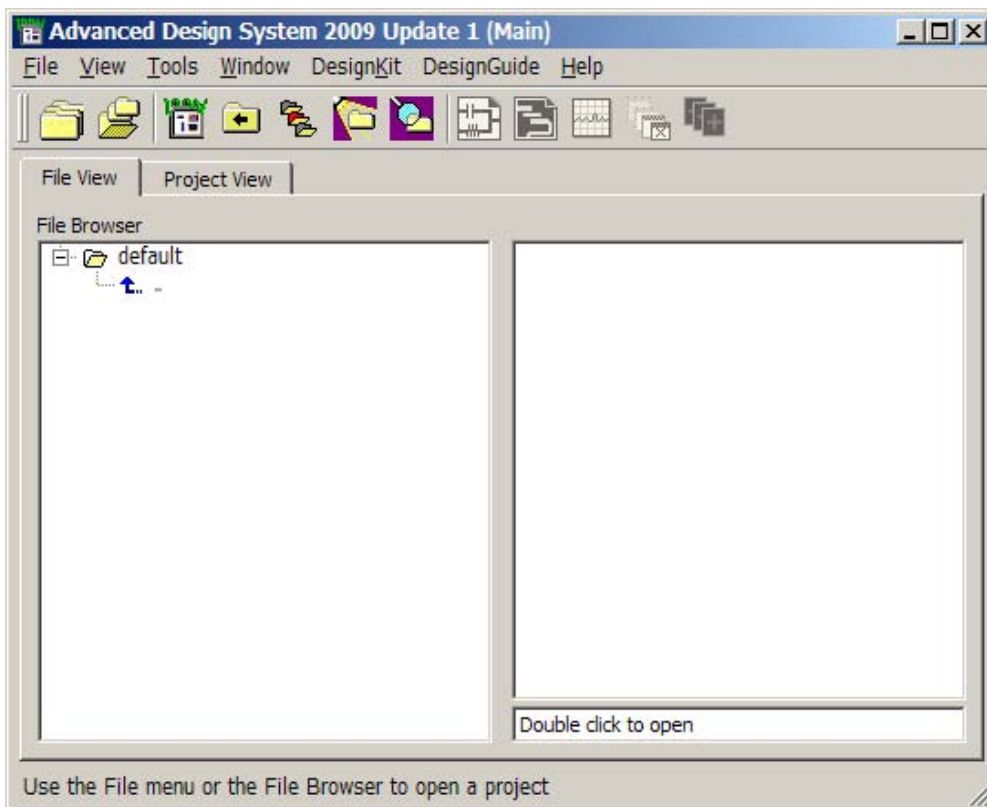 Advanced Design System 2009 Update 1 (Main)
File View Tools Window DesignKit DesignGuide Help
File View Project View
File Browser
default
..
Double click to open
Use the File menu or the File Browser to open a project